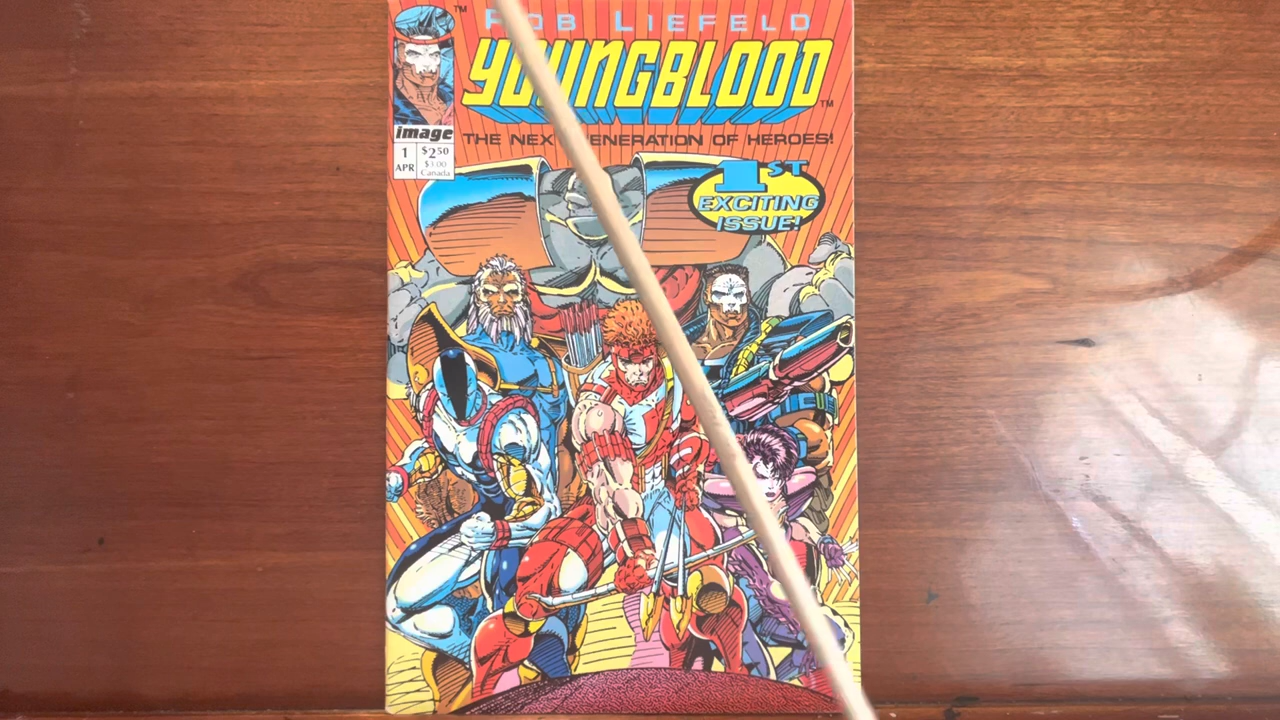 ROB LIEFELD
YOUNGBLOOD
TM
TM
THE NEX ENERATION OF HEROES!
image
1
APR
$2.50
$3.00
Canada
1ST
EXCITING
ISSUE!